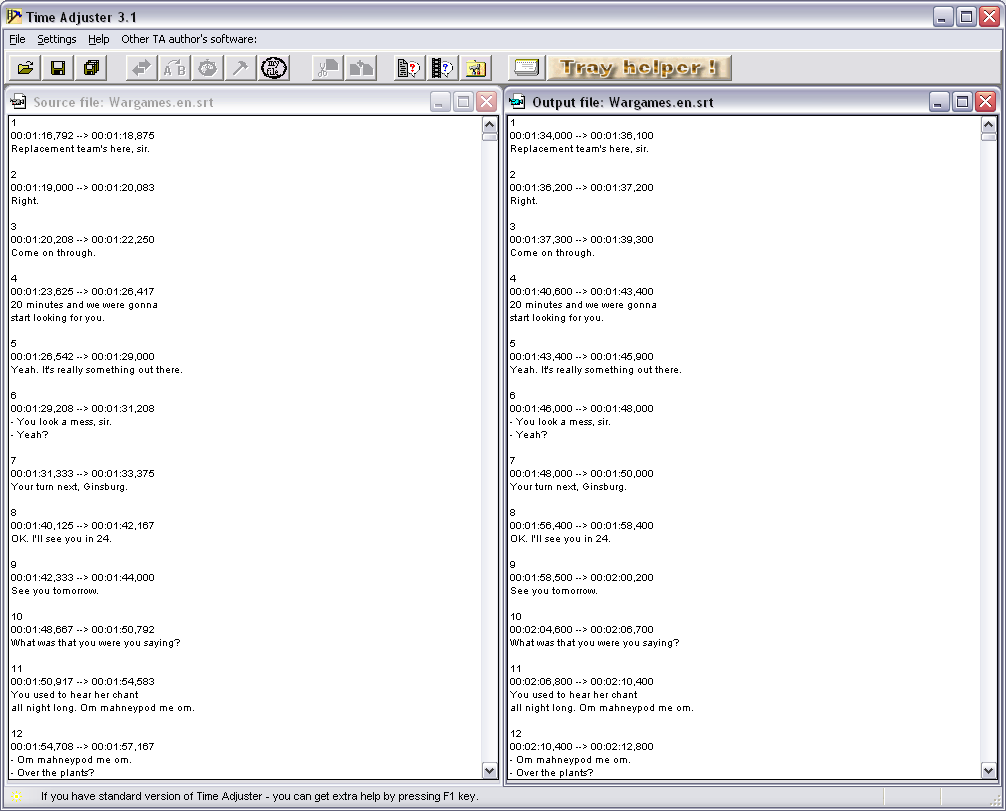 Time Adjuster 3.1
File Settings Help Other TA author's software:
Tray helper !
Source file: Wargames.en.srt
1
00:01:16,792 --> 00:01:18,875
Replacement team's here, sir.
2
00:01:19,000 --> 00:01:20,083
Right.
3
00:01:20,208 --> 00:01:22,250
Come on through.
4
00:01:23,625 --> 00:01:26,417
20 minutes and we were gonna
start looking for you.
5
00:01:26,542 --> 00:01:29,000
Yeah. It's really something out there.
6
00:01:29,208 --> 00:01:31,208
- You look a mess, sir.
- Yeah?
7
00:01:31,333 --> 00:01:33,375
Your turn next, Ginsburg.
8
00:01:40,125 --> 00:01:42,167
OK. I'll see you in 24.
9
00:01:42,333 --> 00:01:44,000
See you tomorrow.
10
00:01:48,667 --> 00:01:50,792
What was that you were you saying?
11
00:01:50,917 --> 00:01:54,583
You used to hear her chant
all night long. Om mahneypod me om.
12
00:01:54,708 --> 00:01:57,167
- Om mahneypod me om.
- Over the plants?
Output file: Wargames.en.srt
1
00:01:34,000 --> 00:01:36,100
Replacement team's here, sir.
2
00:01:36,200 --> 00:01:37,200
Right.
3
00:01:37,300 --> 00:01:39,300
Come on through.
4
00:01:40,600 --> 00:01:43,400
20 minutes and we were gonna
start looking for you.
5
00:01:43,400 --> 00:01:45,900
Yeah. It's really something out there.
6
00:01:46,000 --> 00:01:48,000
- You look a mess, sir.
- Yeah?
7
00:01:48,000 --> 00:01:50,000
Your turn next, Ginsburg.
8
00:01:56,400 --> 00:01:58,400
OK. I'll see you in 24.
9
00:01:58,500 --> 00:02:00,200
See you tomorrow.
10
00:02:04,600 --> 00:02:06,700
What was that you were you saying?
11
00:02:06,800 --> 00:02:10,400
You used to hear her chant
all night long. Om mahneypod me om.
12
00:02:10,400 --> 00:02:12,800
- Om mahneypod me om.
- Over the plants?
If you have standard version of Time Adjuster - you can get extra help by pressing F1 key.